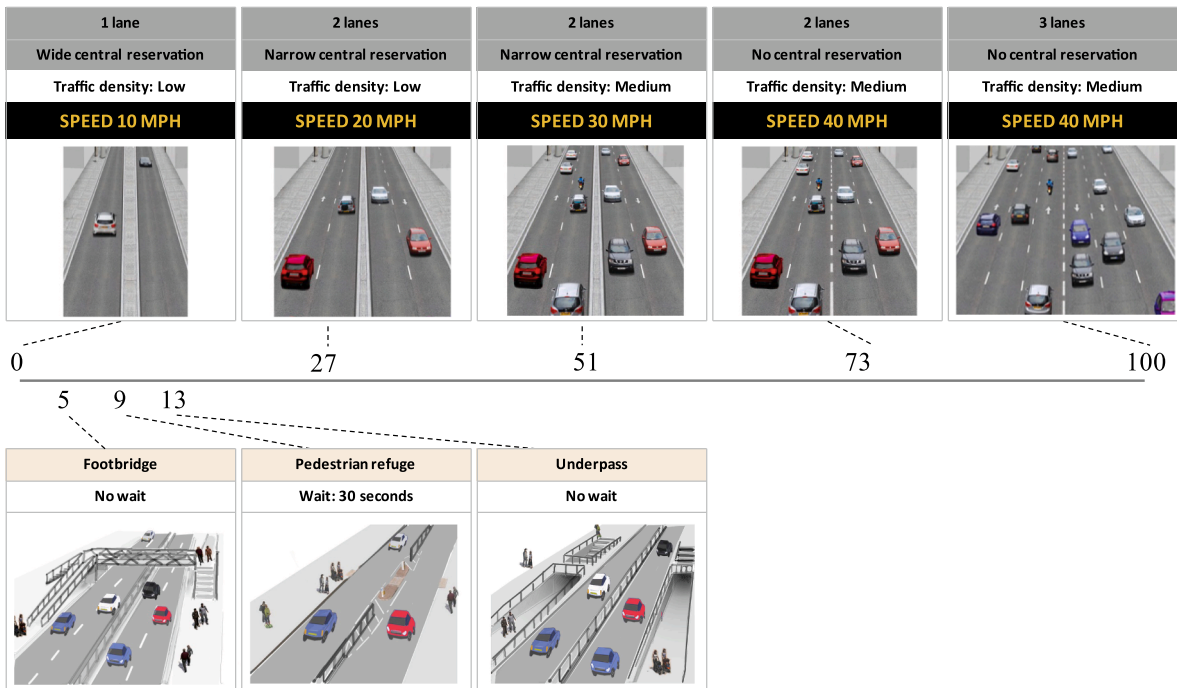 1 lane
Wide central reservation
Traffic density: Low
SPEED 10 MPH
2 lanes
Narrow central reservation
Traffic density: Low
SPEED 20 MPH
2 lanes
Narrow central reservation
Traffic density: Medium
SPEED 30 MPH
2 lanes
No central reservation
Traffic density: Medium
SPEED 40 MPH
3 lanes
No central reservation
Traffic density: Medium
SPEED 40 MPH
0
27
51
73
100
5
9
13
Footbridge
No wait
Pedestrian refuge
Wait: 30 seconds
Underpass
No wait